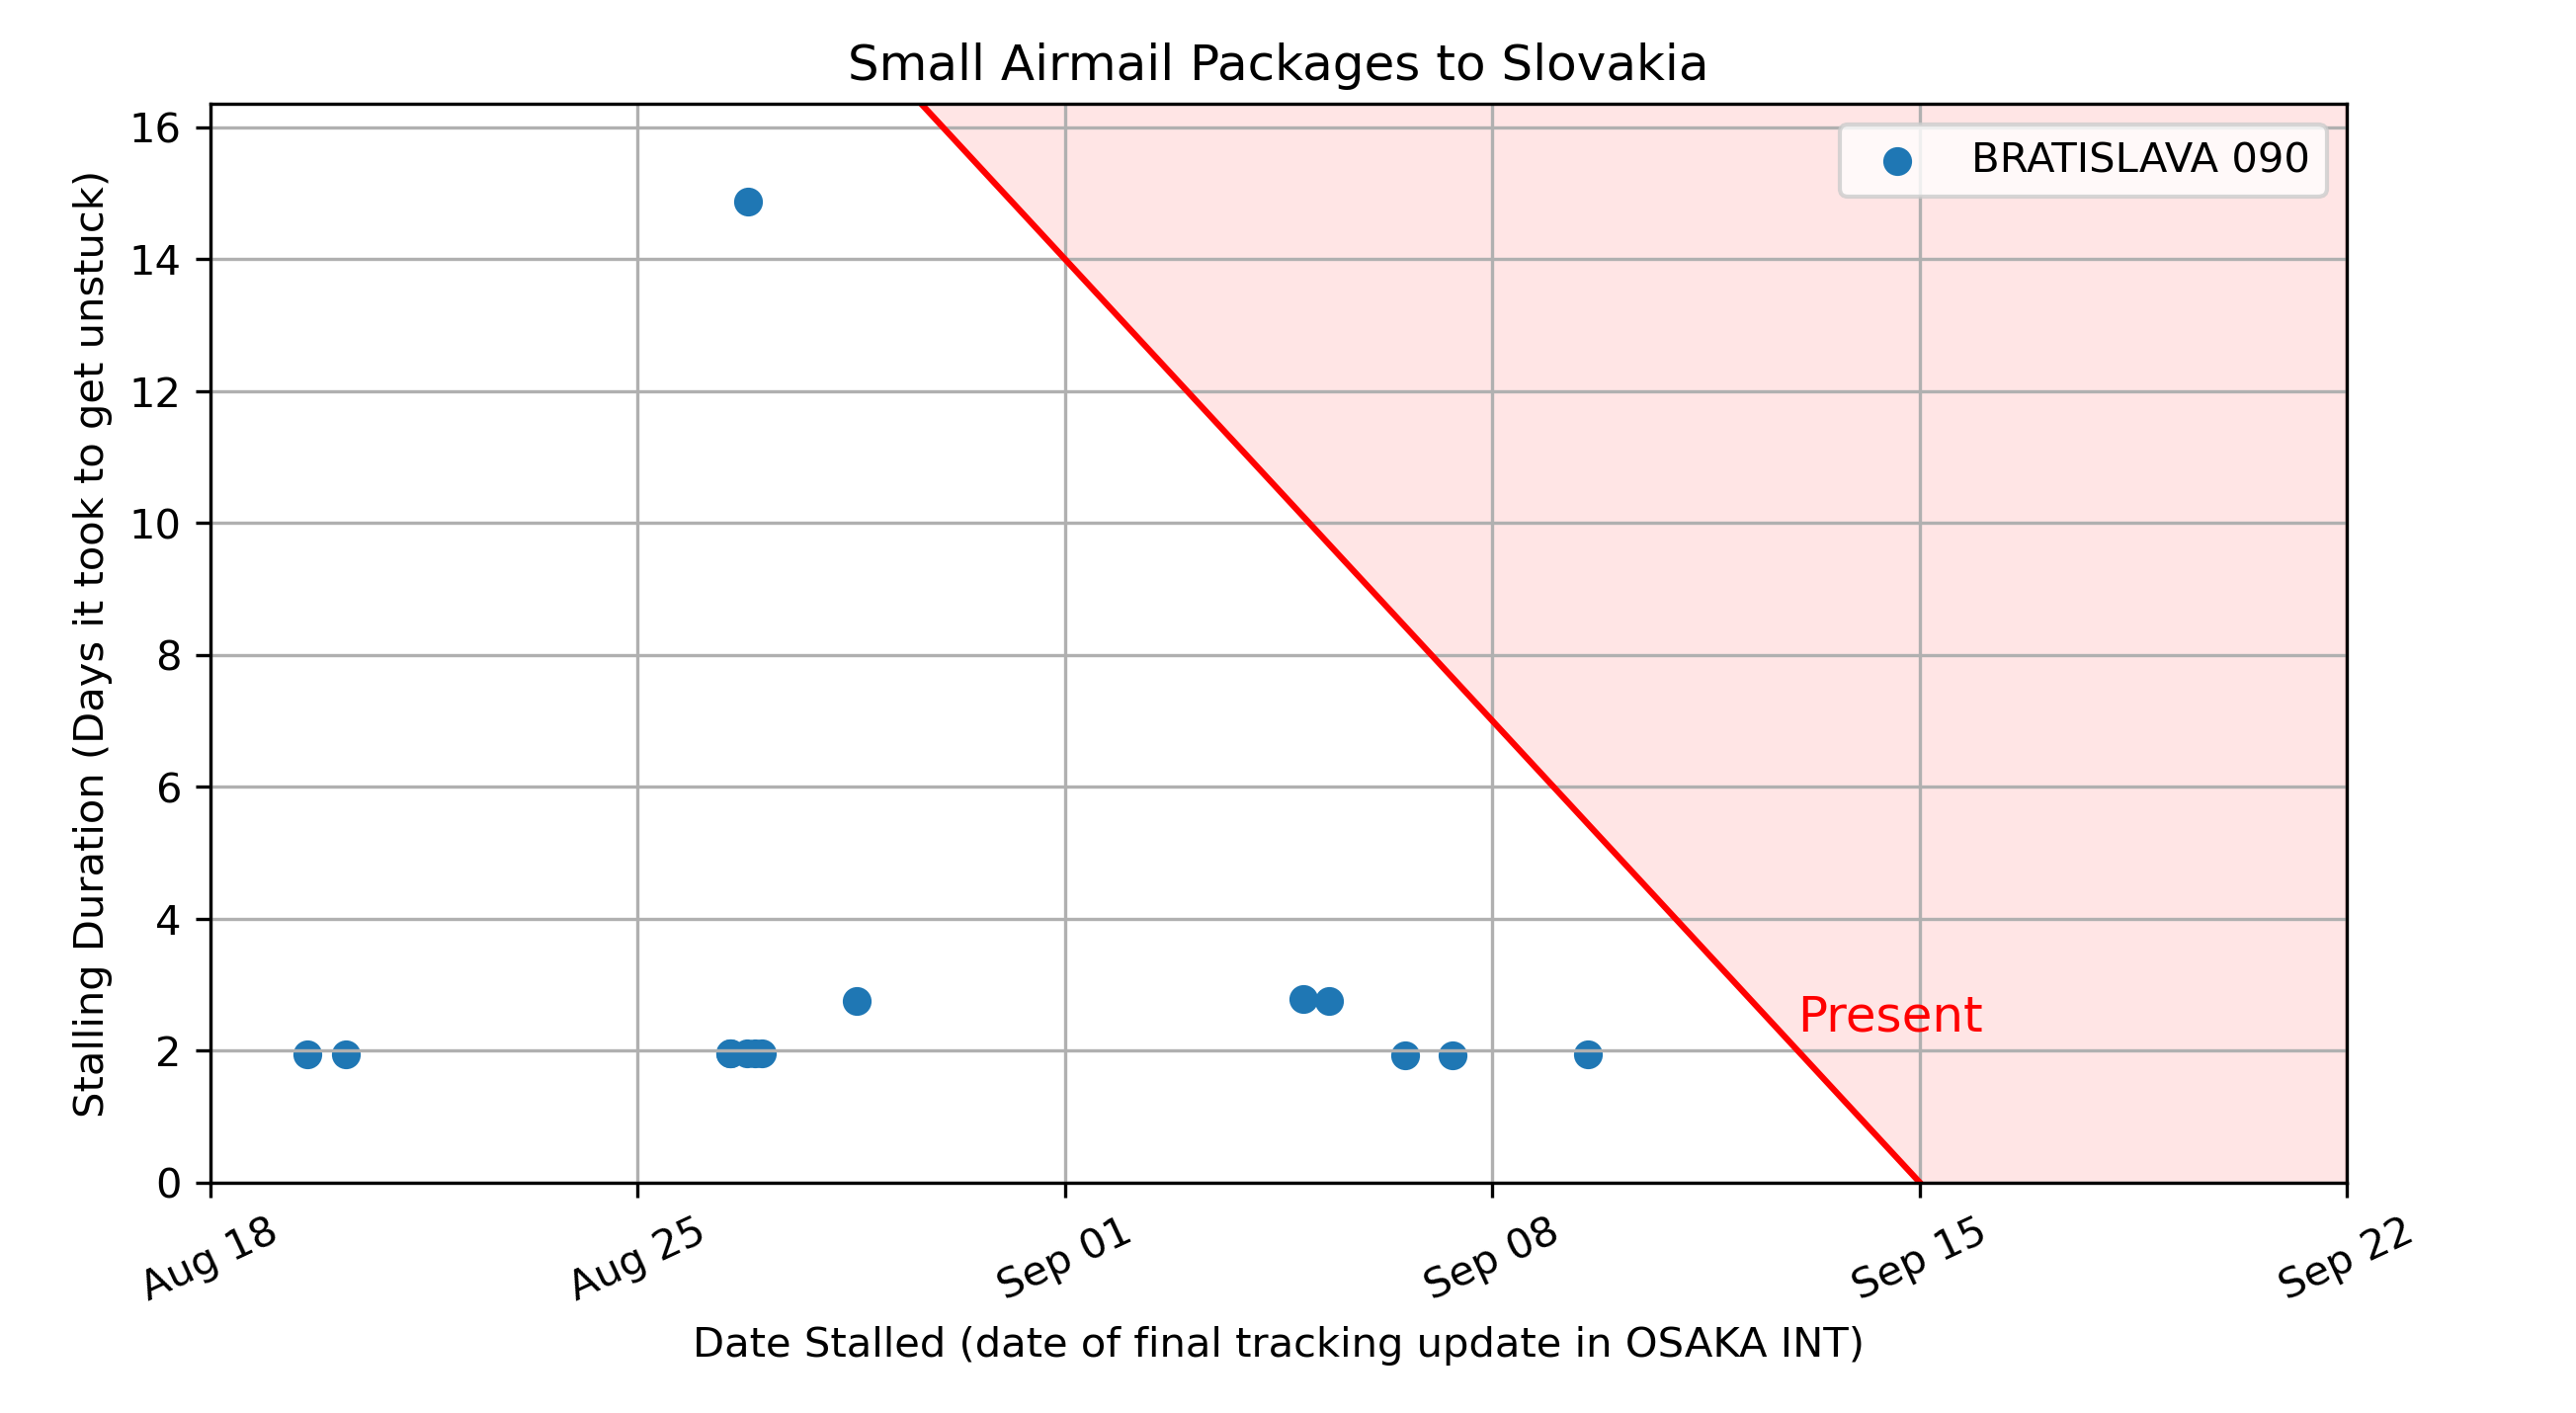 Small Airmail Packages to Slovakia
Stalling Duration (Days it took to get unstuck)
16
14
12
10
8
6
4
2
0
BRATISLAVA 090
Present
Aug 18
Aug 25
Sep 01
Sep 08
Sep 15
Sep 22
Date Stalled (date of final tracking update in OSAKA INT)